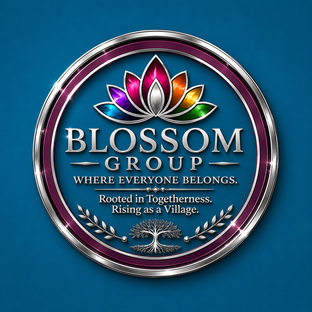 BLOSSOM
GROUP
WHERE EVERYONE BELONGS.
Rooted in Togetherness.
Rising as a Village.